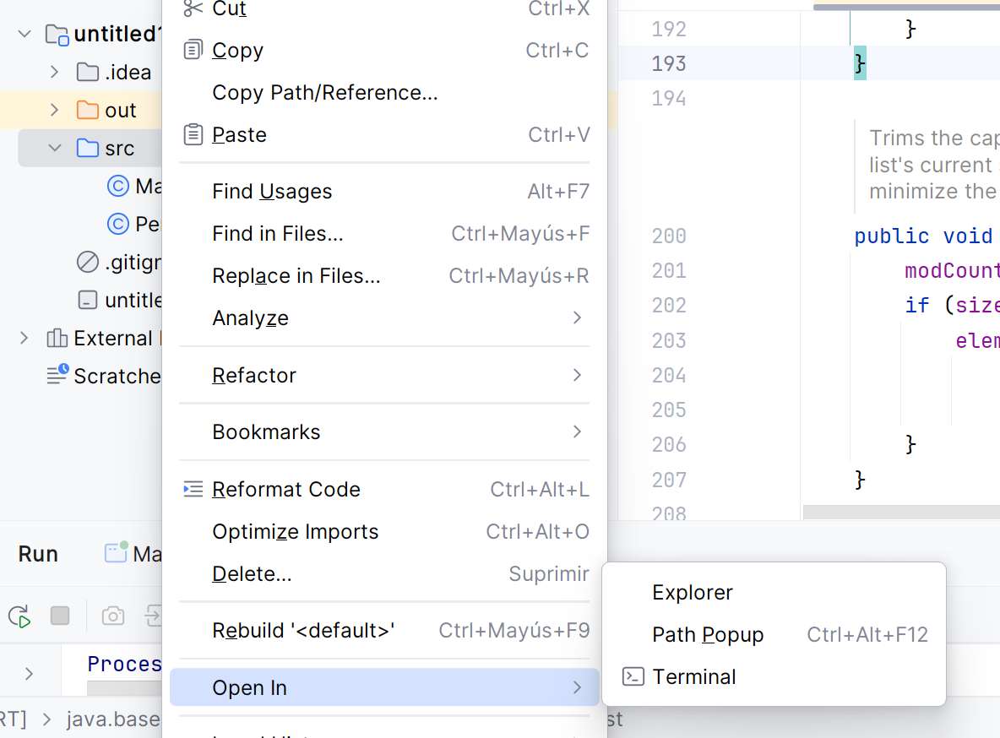 untitled1
.idea
out
src
Ma
Pe
.gitign
untitle
External
Scratche
Run
Ma
Proces
RT] > java.base
Cut Ctrl+X
Copy Ctrl+C
Copy Path/Reference...
Paste Ctrl+V
Find Usages Alt+F7
Find in Files... Ctrl+Mayús+F
Replace in Files... Ctrl+Mayús+R
Analyze
Refactor
Bookmarks
Reformat Code Ctrl+Alt+L
Optimize Imports Ctrl+Alt+O
Delete... Suprimir
Rebuild '<default>' Ctrl+Mayús+F9
Open In
Explorer
Path Popup Ctrl+Alt+F12
Terminal
192 }
193 }
194
Trims the cap
list's current
minimize the
200 public void
201 modCount
202 if (size
203 elem
204
205
206 }
207 }
208
st